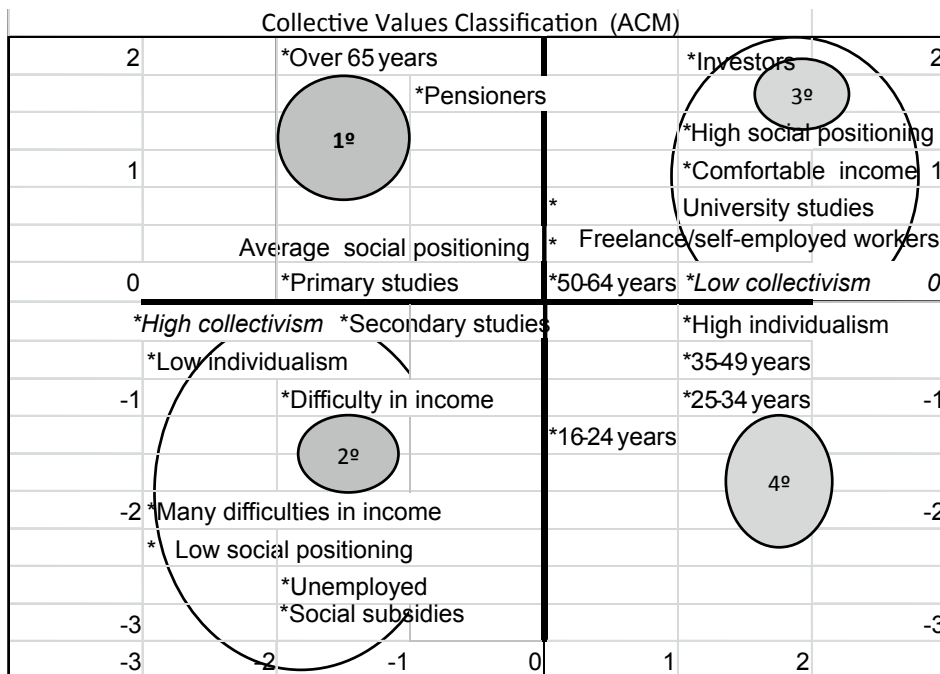 Collective Values Classification (ACM)
2 *Over 65 years *Investors 2
*Pensioners 3º
1º *High social positioning
1 *Comfortable income 1
* University studies
Average social positioning * Freelance/self-employed workers
0 *Primary studies *50-64 years *Low collectivism 0
*High collectivism *Secondary studies *High individualism
*Low individualism *35-49 years
-1 *Difficulty in income *25-34 years -1
*16-24 years
2º 4º
-2 *Many difficulties in income -2
* Low social positioning
*Unemployed
*Social subsidies
-3 -3
-3 -2 -1 0 1 2